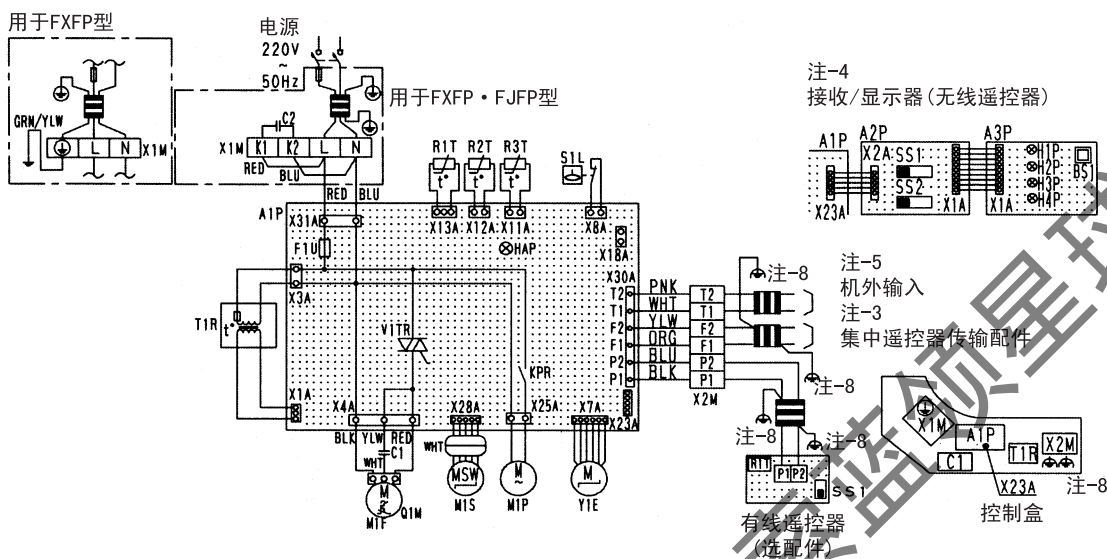 用于FXFP型
GRN/YLW
L N X1M
电源
220V
~
50Hz
用于FXFP·FJFP型
C2
X1M K1 K2 L N
RED
BLU
RED BLU
R1T R2T R3T
t° t° t°
S1L
A1P
X31A
X13A X12A X11A
X8A
F1U
HAP
X18A
X3A
X30A
T1R
t°
V1TR
KPR
X1A
X4A X28A X25A X7A X23A
T2 PNK T2
T1 WHT T1
F2 YLW F2
F1 ORG F1
P2 BLU P2
P1 BLK P1
X2M
BLK YLW RED
C1
WHT
WHT
M
~
MSW
M
~
M
M1F Q1M M1S M1P Y1E
注-8
注-5
机外输入
注-3
集中遥控器传输配件
注-8
注-8
注-8
R1T
P1 P2
SS1
有线遥控器
(选配件)
注-4
接收/显示器(无线遥控器)
A1P
X23A
A2P
X2A:SS1
SS2
X1A
A3P
H1P
H2P
H3P
H4P
BS1
X1A
X1M
A1P
C1
T1R
X2M
X23A
注-8
控制盒
索蓝领星球